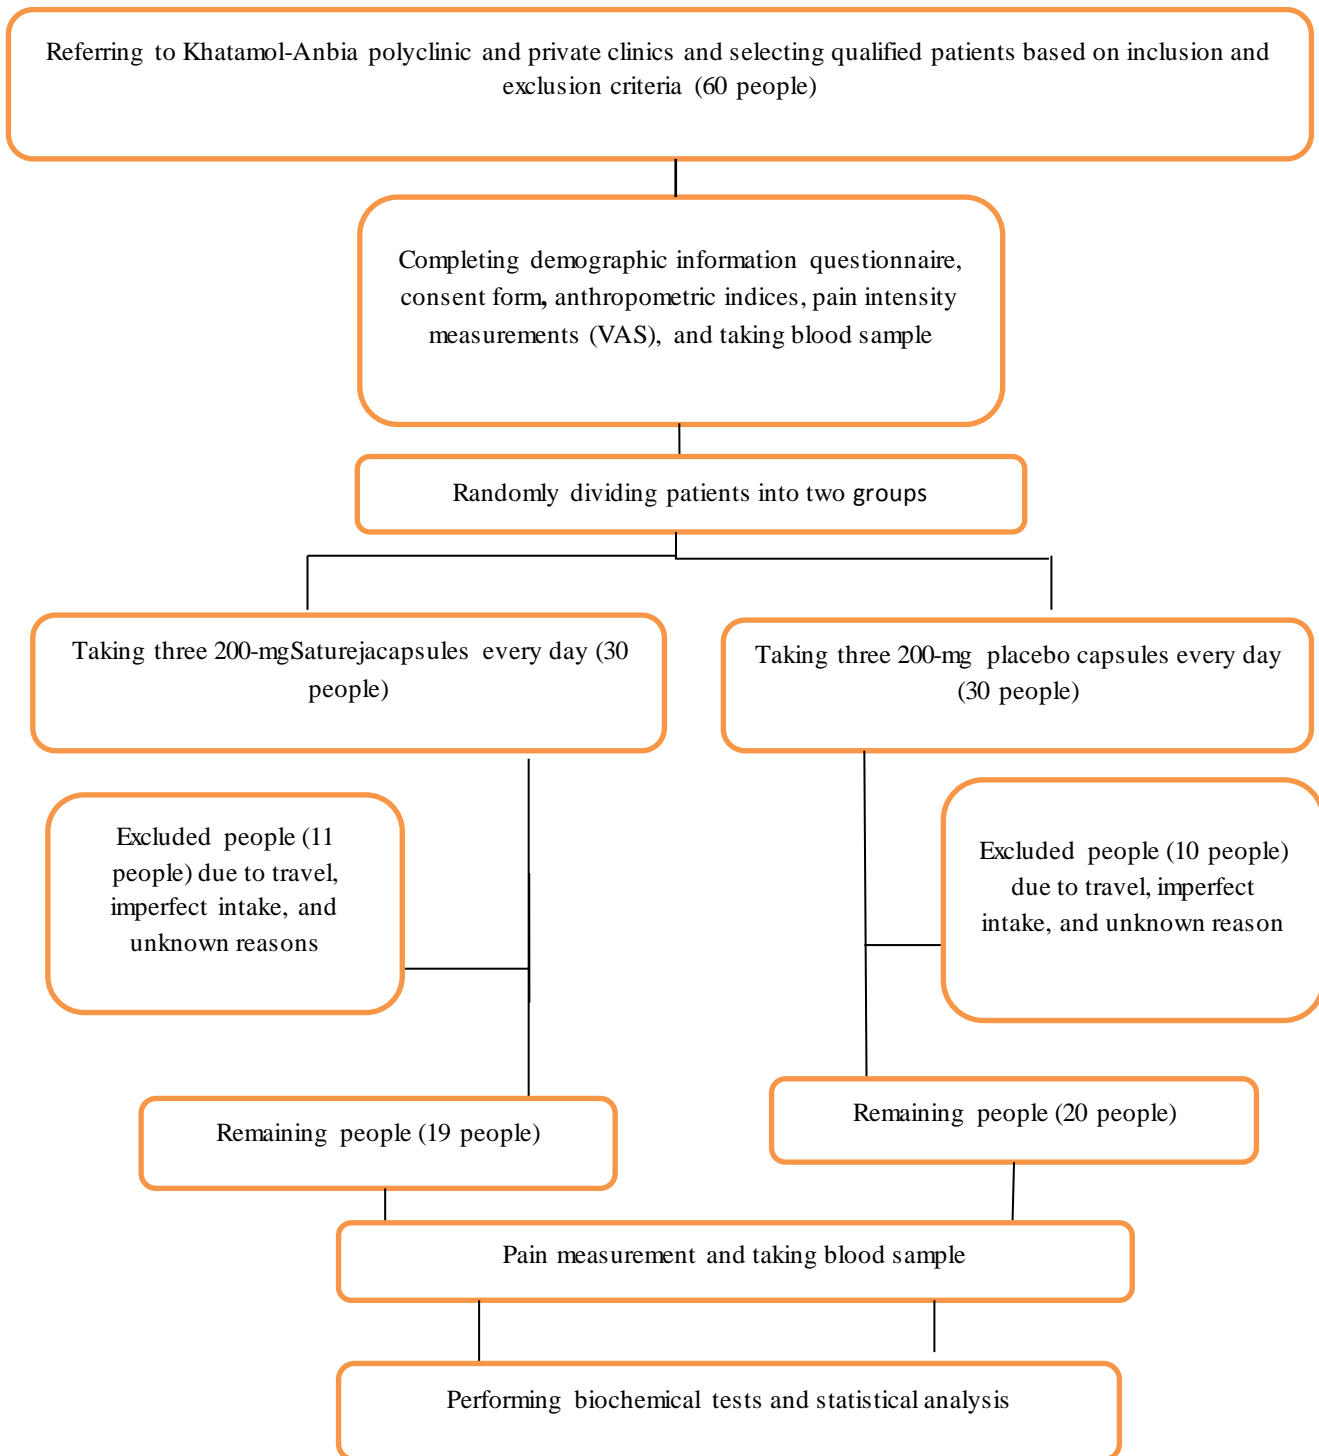 Referring to Khatamol-Anbia polyclinic and private clinics and selecting qualified patients based on inclusion and
exclusion criteria (60 people)
Completing demographic information questionnaire,
consent form, anthropometric indices, pain intensity
measurements (VAS), and taking blood sample
Randomly dividing patients into two groups
Taking three 200-mgSaturejacapsules every day (30
people)
Taking three 200-mg placebo capsules every day
(30 people)
Excluded people (11
people) due to travel,
imperfect intake, and
unknown reasons
Excluded people (10 people)
due to travel, imperfect
intake, and unknown reason
Remaining people (19 people)
Remaining people (20 people)
Pain measurement and taking blood sample
Performing biochemical tests and statistical analysis